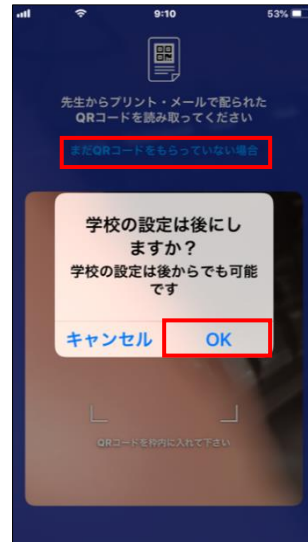 9:10
53%
先生からプリント・メールで配られた
QRコードを読み取ってください
まだQRコードをもらっていない場合
学校の設定は後にし
ますか？
学校の設定は後からでも可能
です
キャンセル
OK
QRコードを枠内に入れて下さい